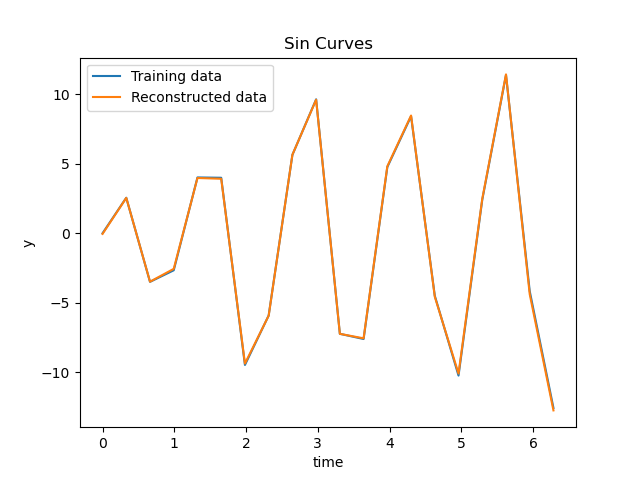 Sin Curves
Training data
Reconstructed data
10
5
0
−5
−10
y
0 1 2 3 4 5 6
time